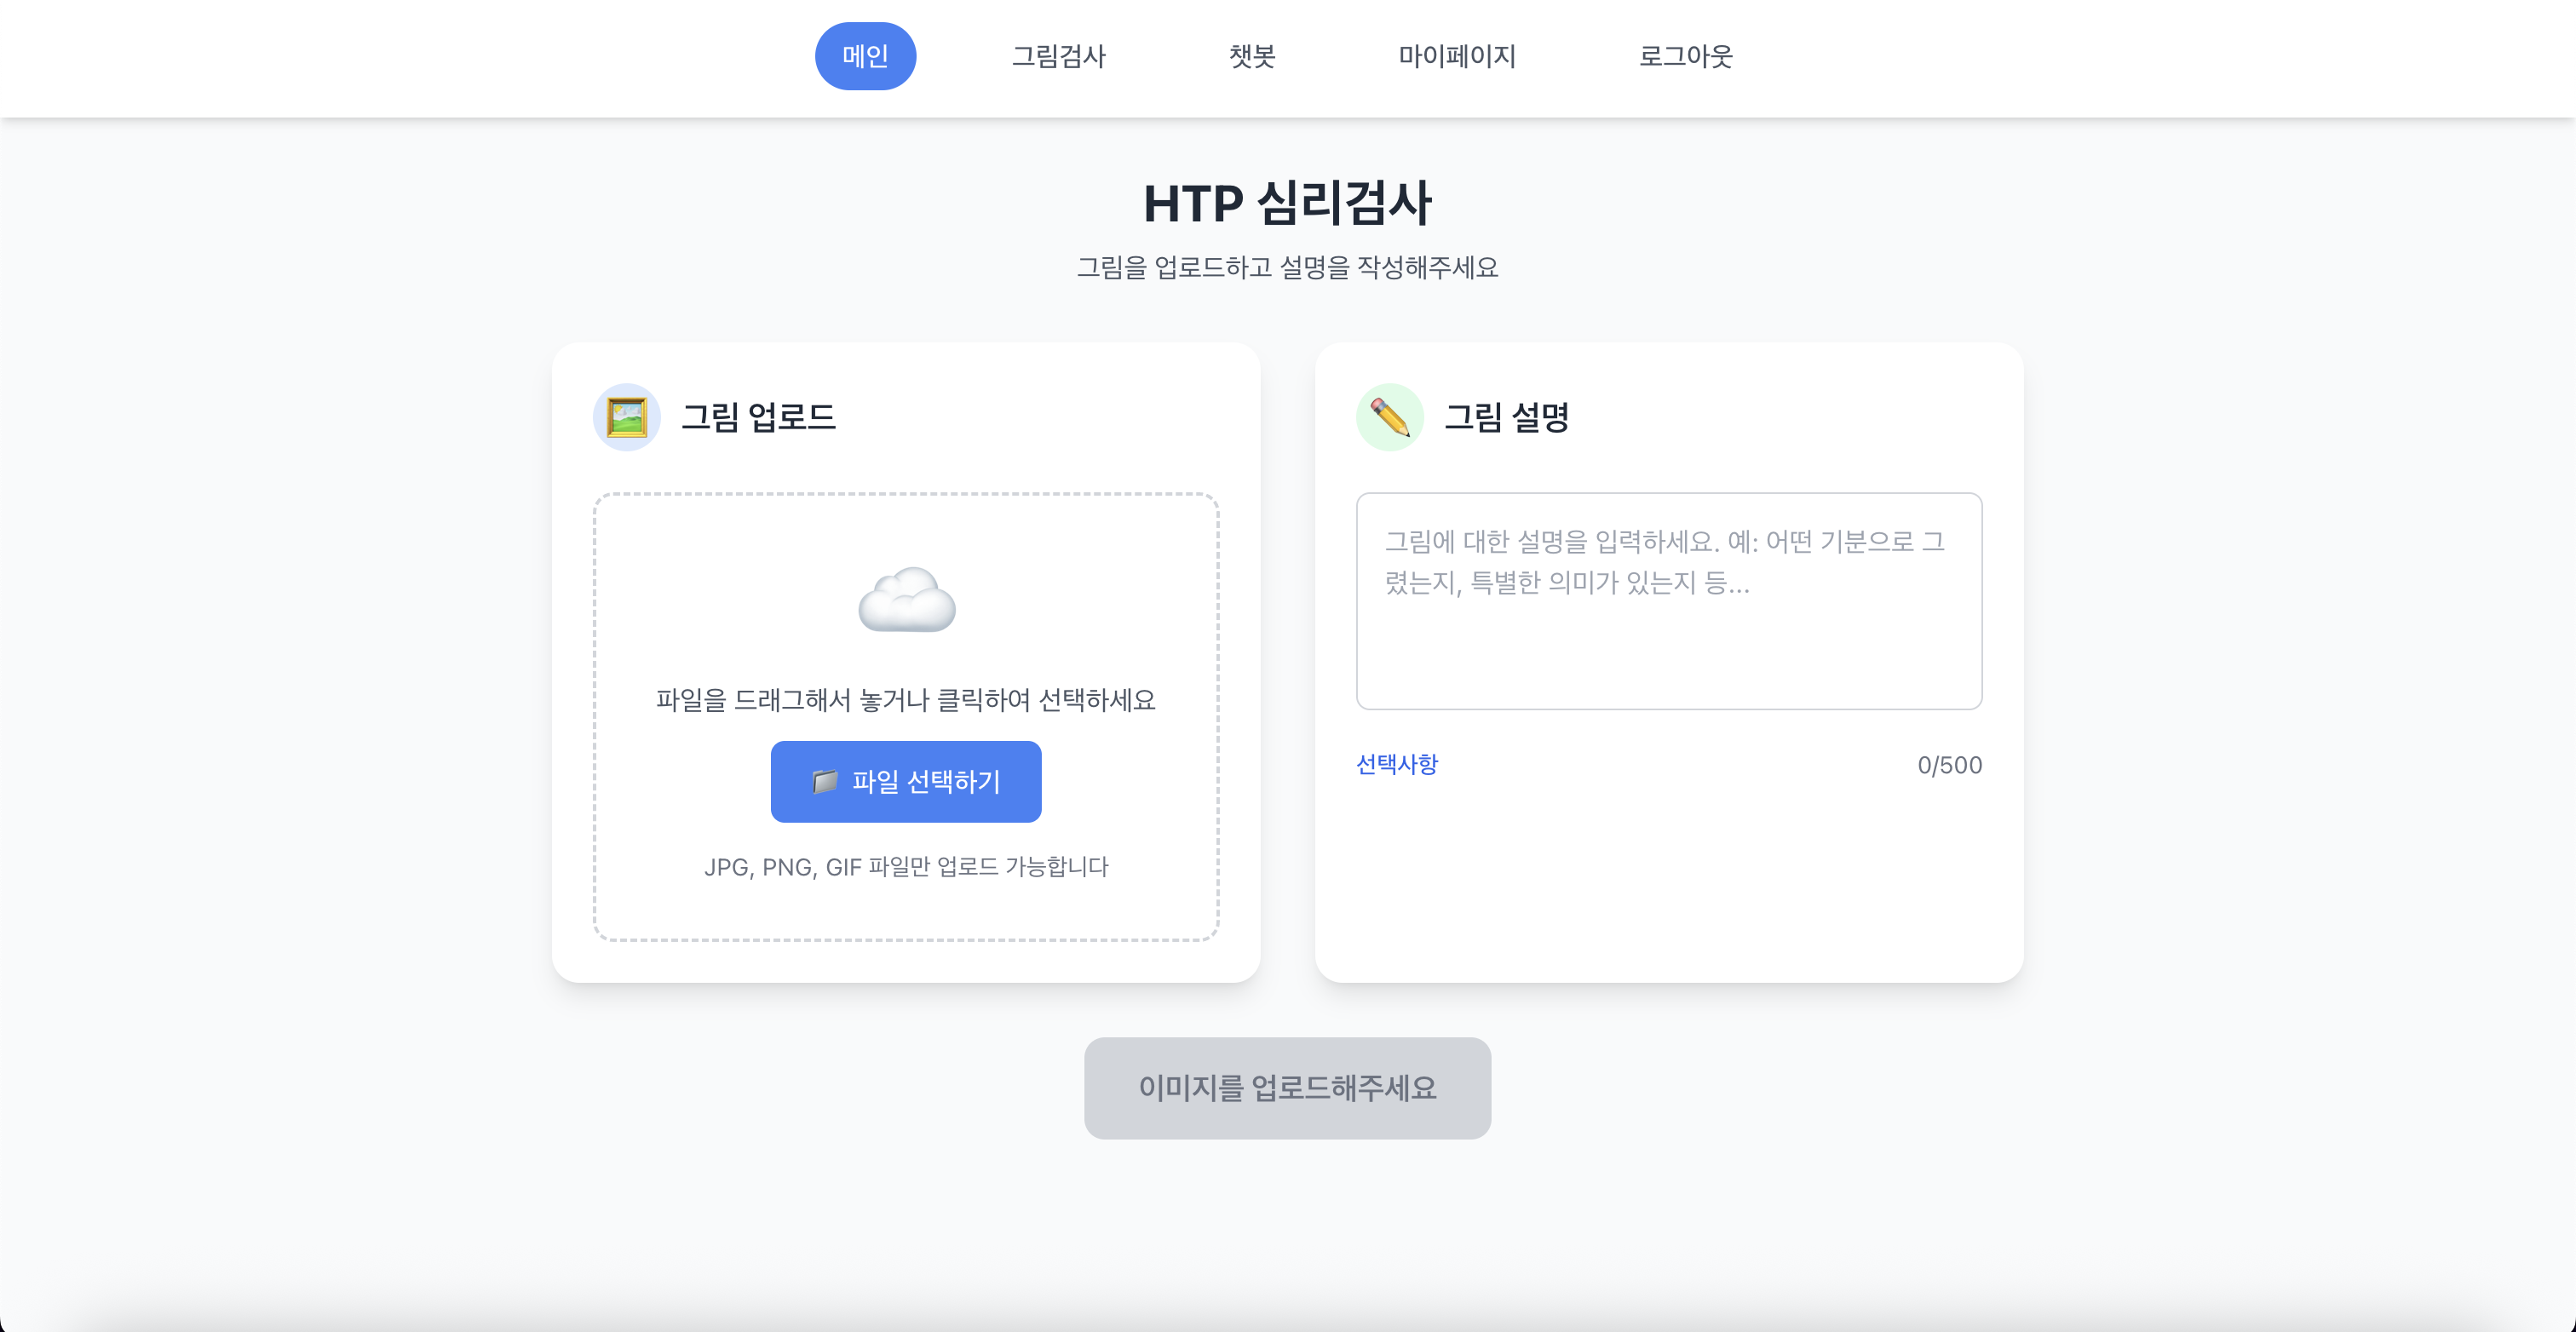 메인
그림검사
챗봇
마이페이지
로그아웃
HTP 심리검사
그림을 업로드하고 설명을 작성해주세요
그림 업로드
파일을 드래그해서 놓거나 클릭하여 선택하세요
파일 선택하기
JPG, PNG, GIF 파일만 업로드 가능합니다
그림 설명
그림에 대한 설명을 입력하세요. 예: 어떤 기분으로 그
렸는지, 특별한 의미가 있는지 등...
선택사항
0/500
이미지를 업로드해주세요